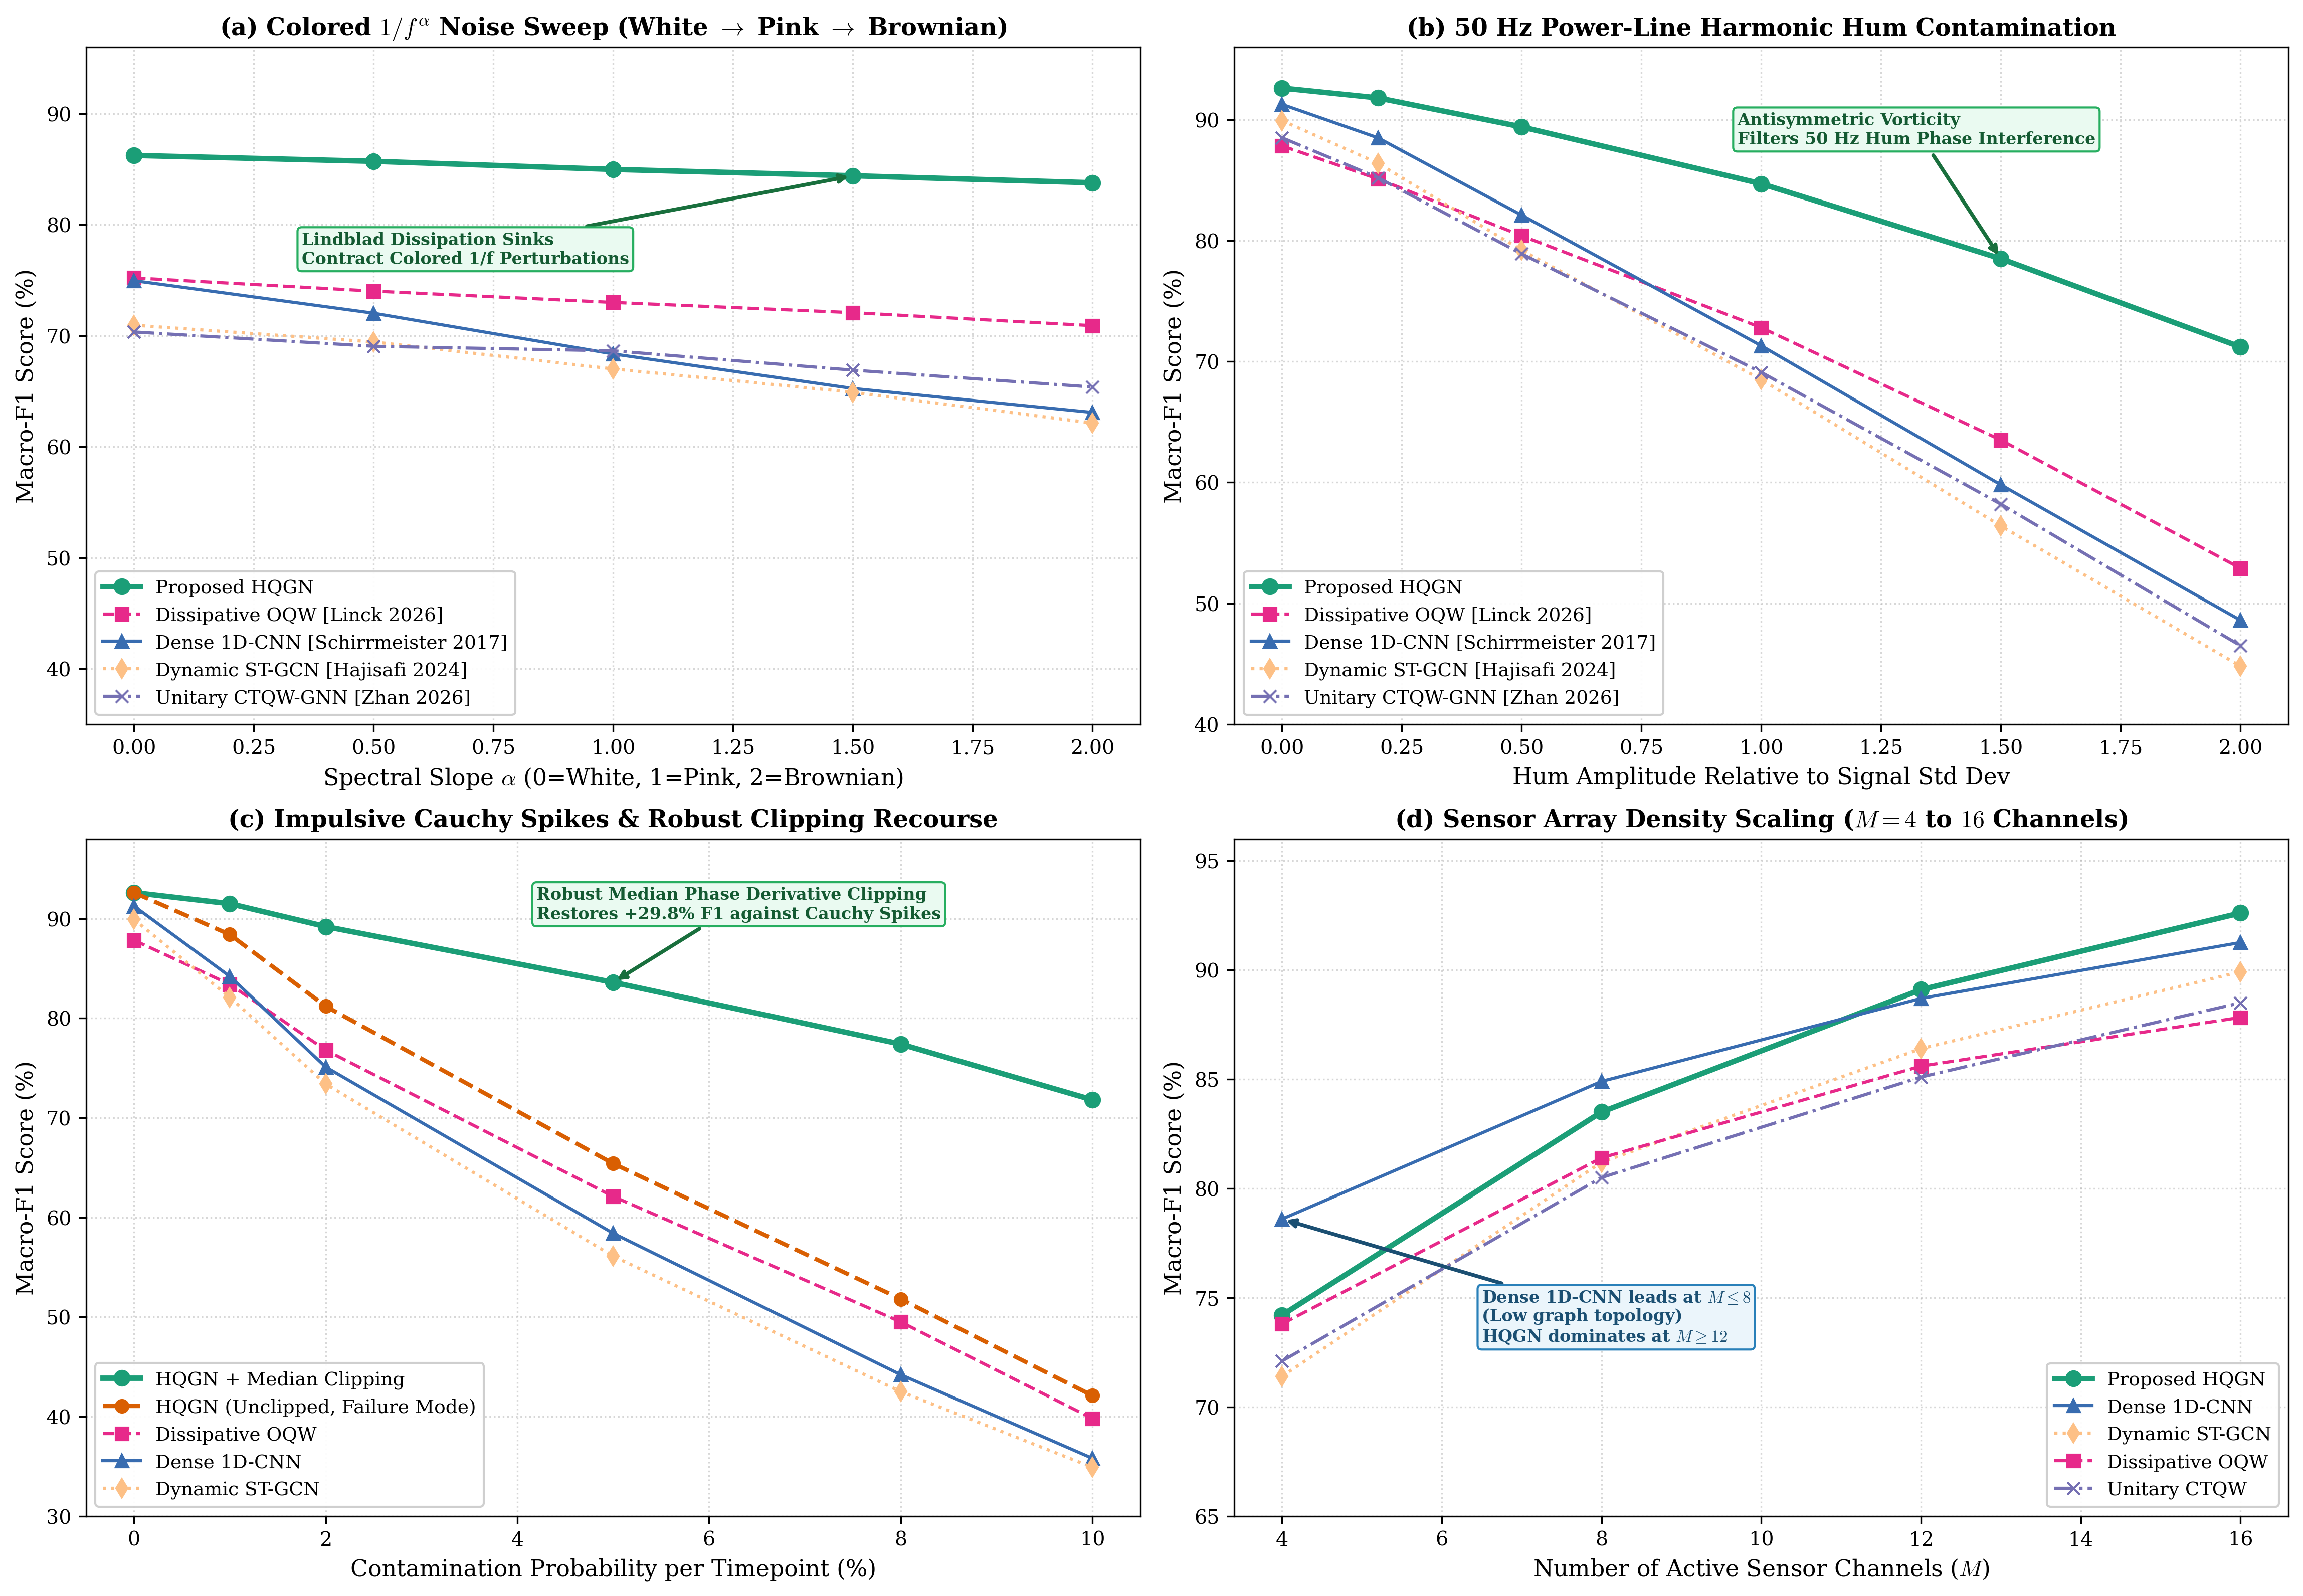 (a) Colored 1/f^α Noise Sweep (White → Pink → Brownian)
Macro-F1 Score (%)
90
80
70
60
50
40
Lindblad Dissipation Sinks
Contract Colored 1/f Perturbations
Proposed HQGN
Dissipative OQW [Linck 2026]
Dense 1D-CNN [Schirrmeister 2017]
Dynamic ST-GCN [Hajisafi 2024]
Unitary CTQW-GNN [Zhan 2026]
0.00 0.25 0.50 0.75 1.00 1.25 1.50 1.75 2.00
Spectral Slope α (0=White, 1=Pink, 2=Brownian)
(b) 50 Hz Power-Line Harmonic Hum Contamination
Macro-F1 Score (%)
90
80
70
60
50
40
Antisymmetric Vorticity
Filters 50 Hz Hum Phase Interference
Proposed HQGN
Dissipative OQW [Linck 2026]
Dense 1D-CNN [Schirrmeister 2017]
Dynamic ST-GCN [Hajisafi 2024]
Unitary CTQW-GNN [Zhan 2026]
0.00 0.25 0.50 0.75 1.00 1.25 1.50 1.75 2.00
Hum Amplitude Relative to Signal Std Dev
(c) Impulsive Cauchy Spikes & Robust Clipping Recourse
Macro-F1 Score (%)
90
80
70
60
50
40
30
Robust Median Phase Derivative Clipping
Restores +29.8% F1 against Cauchy Spikes
HQGN + Median Clipping
HQGN (Unclipped, Failure Mode)
Dissipative OQW
Dense 1D-CNN
Dynamic ST-GCN
0 2 4 6 8 10
Contamination Probability per Timepoint (%)
(d) Sensor Array Density Scaling (M = 4 to 16 Channels)
Macro-F1 Score (%)
95
90
85
80
75
70
65
Dense 1D-CNN leads at M ≤ 8
(Low graph topology)
HQGN dominates at M ≥ 12
Proposed HQGN
Dense 1D-CNN
Dynamic ST-GCN
Dissipative OQW
Unitary CTQW
4 6 8 10 12 14 16
Number of Active Sensor Channels (M)